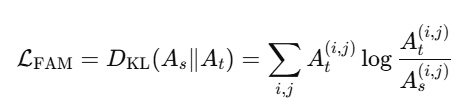 $$\mathcal{L}_{\text{FAM}} = D_{\text{KL}}(A_s \| A_t) = \sum_{i,j} A_t^{(i,j)} \log \frac{A_t^{(i,j)}}{A_s^{(i,j)}}$$